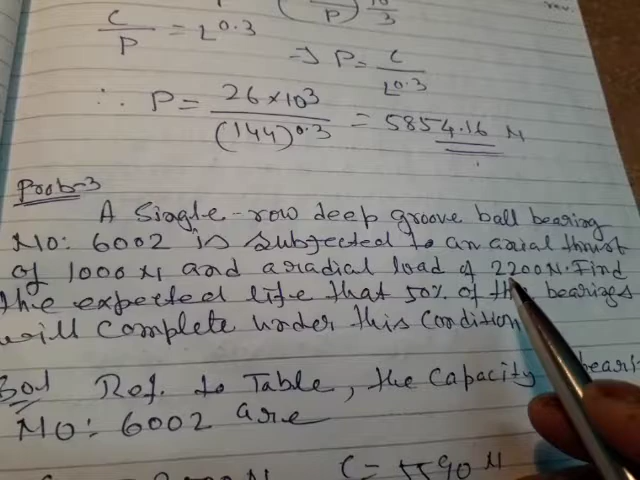 C/P = L^0.3
10/3
rev.
⇒ P = C/L^0.3
∴ P = 26×10³/(144)^0.3 = 5854.16 N
Prob-3
A Single-row deep groove ball bearing
NO: 6002 is Subjected to an axial thrust
of 1000 N and a radial load of 2200 N. Find
the expected life that 50% of the bearings
will complete under this condition
Sol Ref. to Table, the Capacity
NO: 6002 are
C = 5590 N